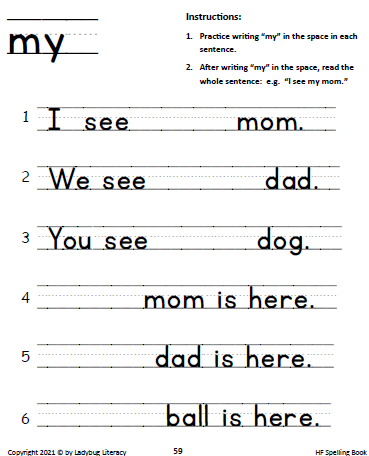 my
Instructions:
1. Practice writing “my” in the space in each
sentence.
2. After writing “my” in the space, read the
whole sentence: e.g. “I see my mom.”
1 I see mom.
2 We see dad.
3 You see dog.
4 mom is here.
5 dad is here.
6 ball is here.
Copyright 2021 © by Ladybug Literacy 59 HF Spelling Book